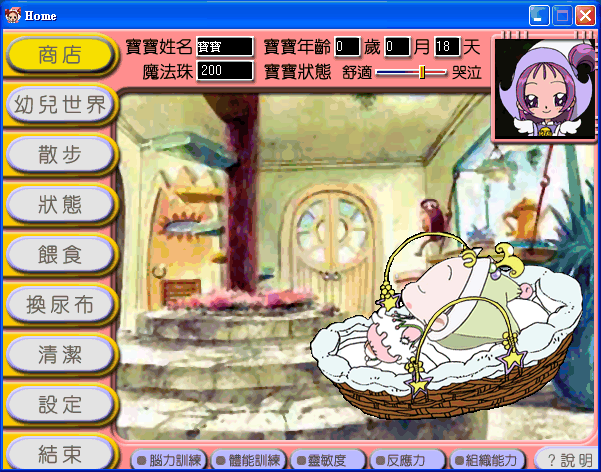 Home
商店 寶寶姓名 寶寶 寶寶年齡 0 歲 0 月 18 天
魔法珠 200 寶寶狀態 舒適 哭泣
幼兒世界
散步
狀態
餵食
換尿布
清潔
設定
結束
腦力訓練 體能訓練 靈敏度 反應力 組織能力 ?說明